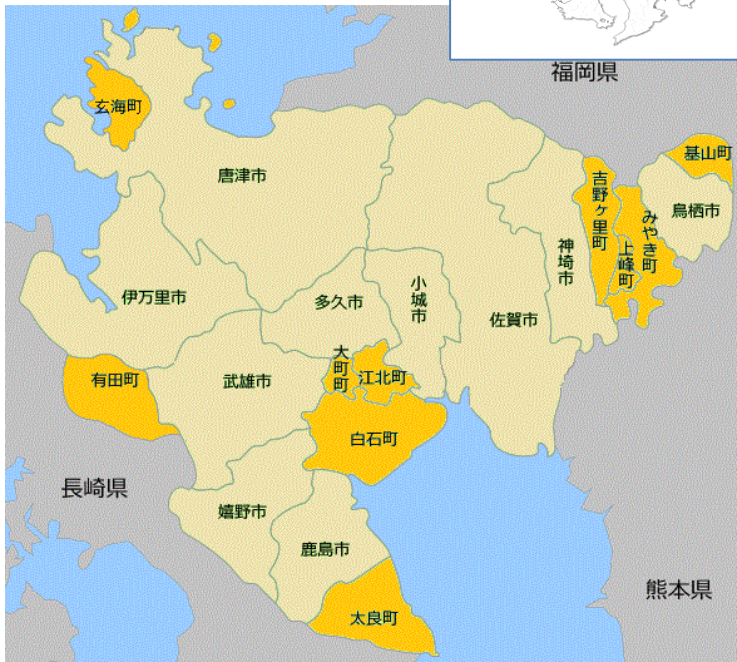 福岡県
玄海町
基山町
唐津市
吉野ヶ里町
みやき町
鳥栖市
上峰町
神埼市
伊万里市
多久市
小城市
佐賀市
大町町
江北町
有田町
武雄市
白石町
長崎県
嬉野市
鹿島市
熊本県
太良町